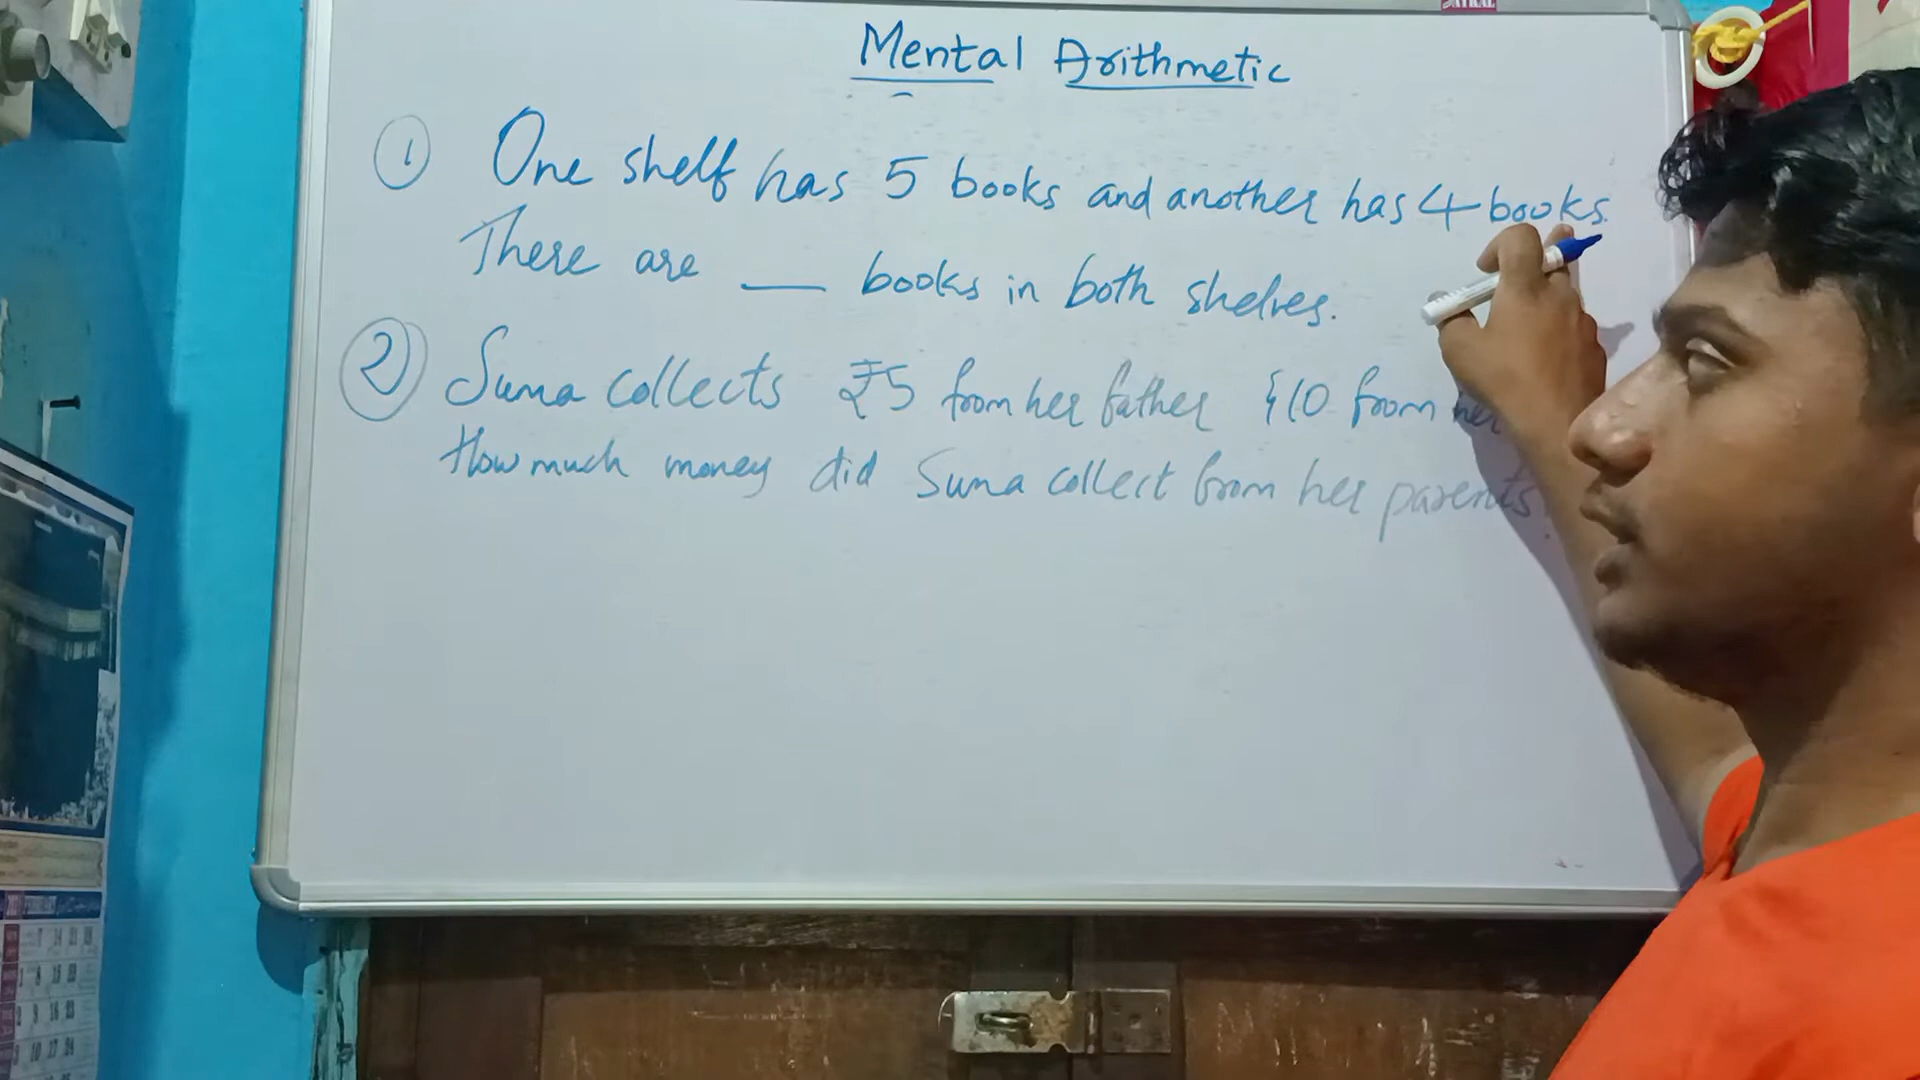 Mental Arithmetic
① One shelf has 5 books and another has 4 books.
There are ___ books in both shelves.
② Suma collects ₹5 from her father ₹10 from her
How much money did Suma collect from her parents